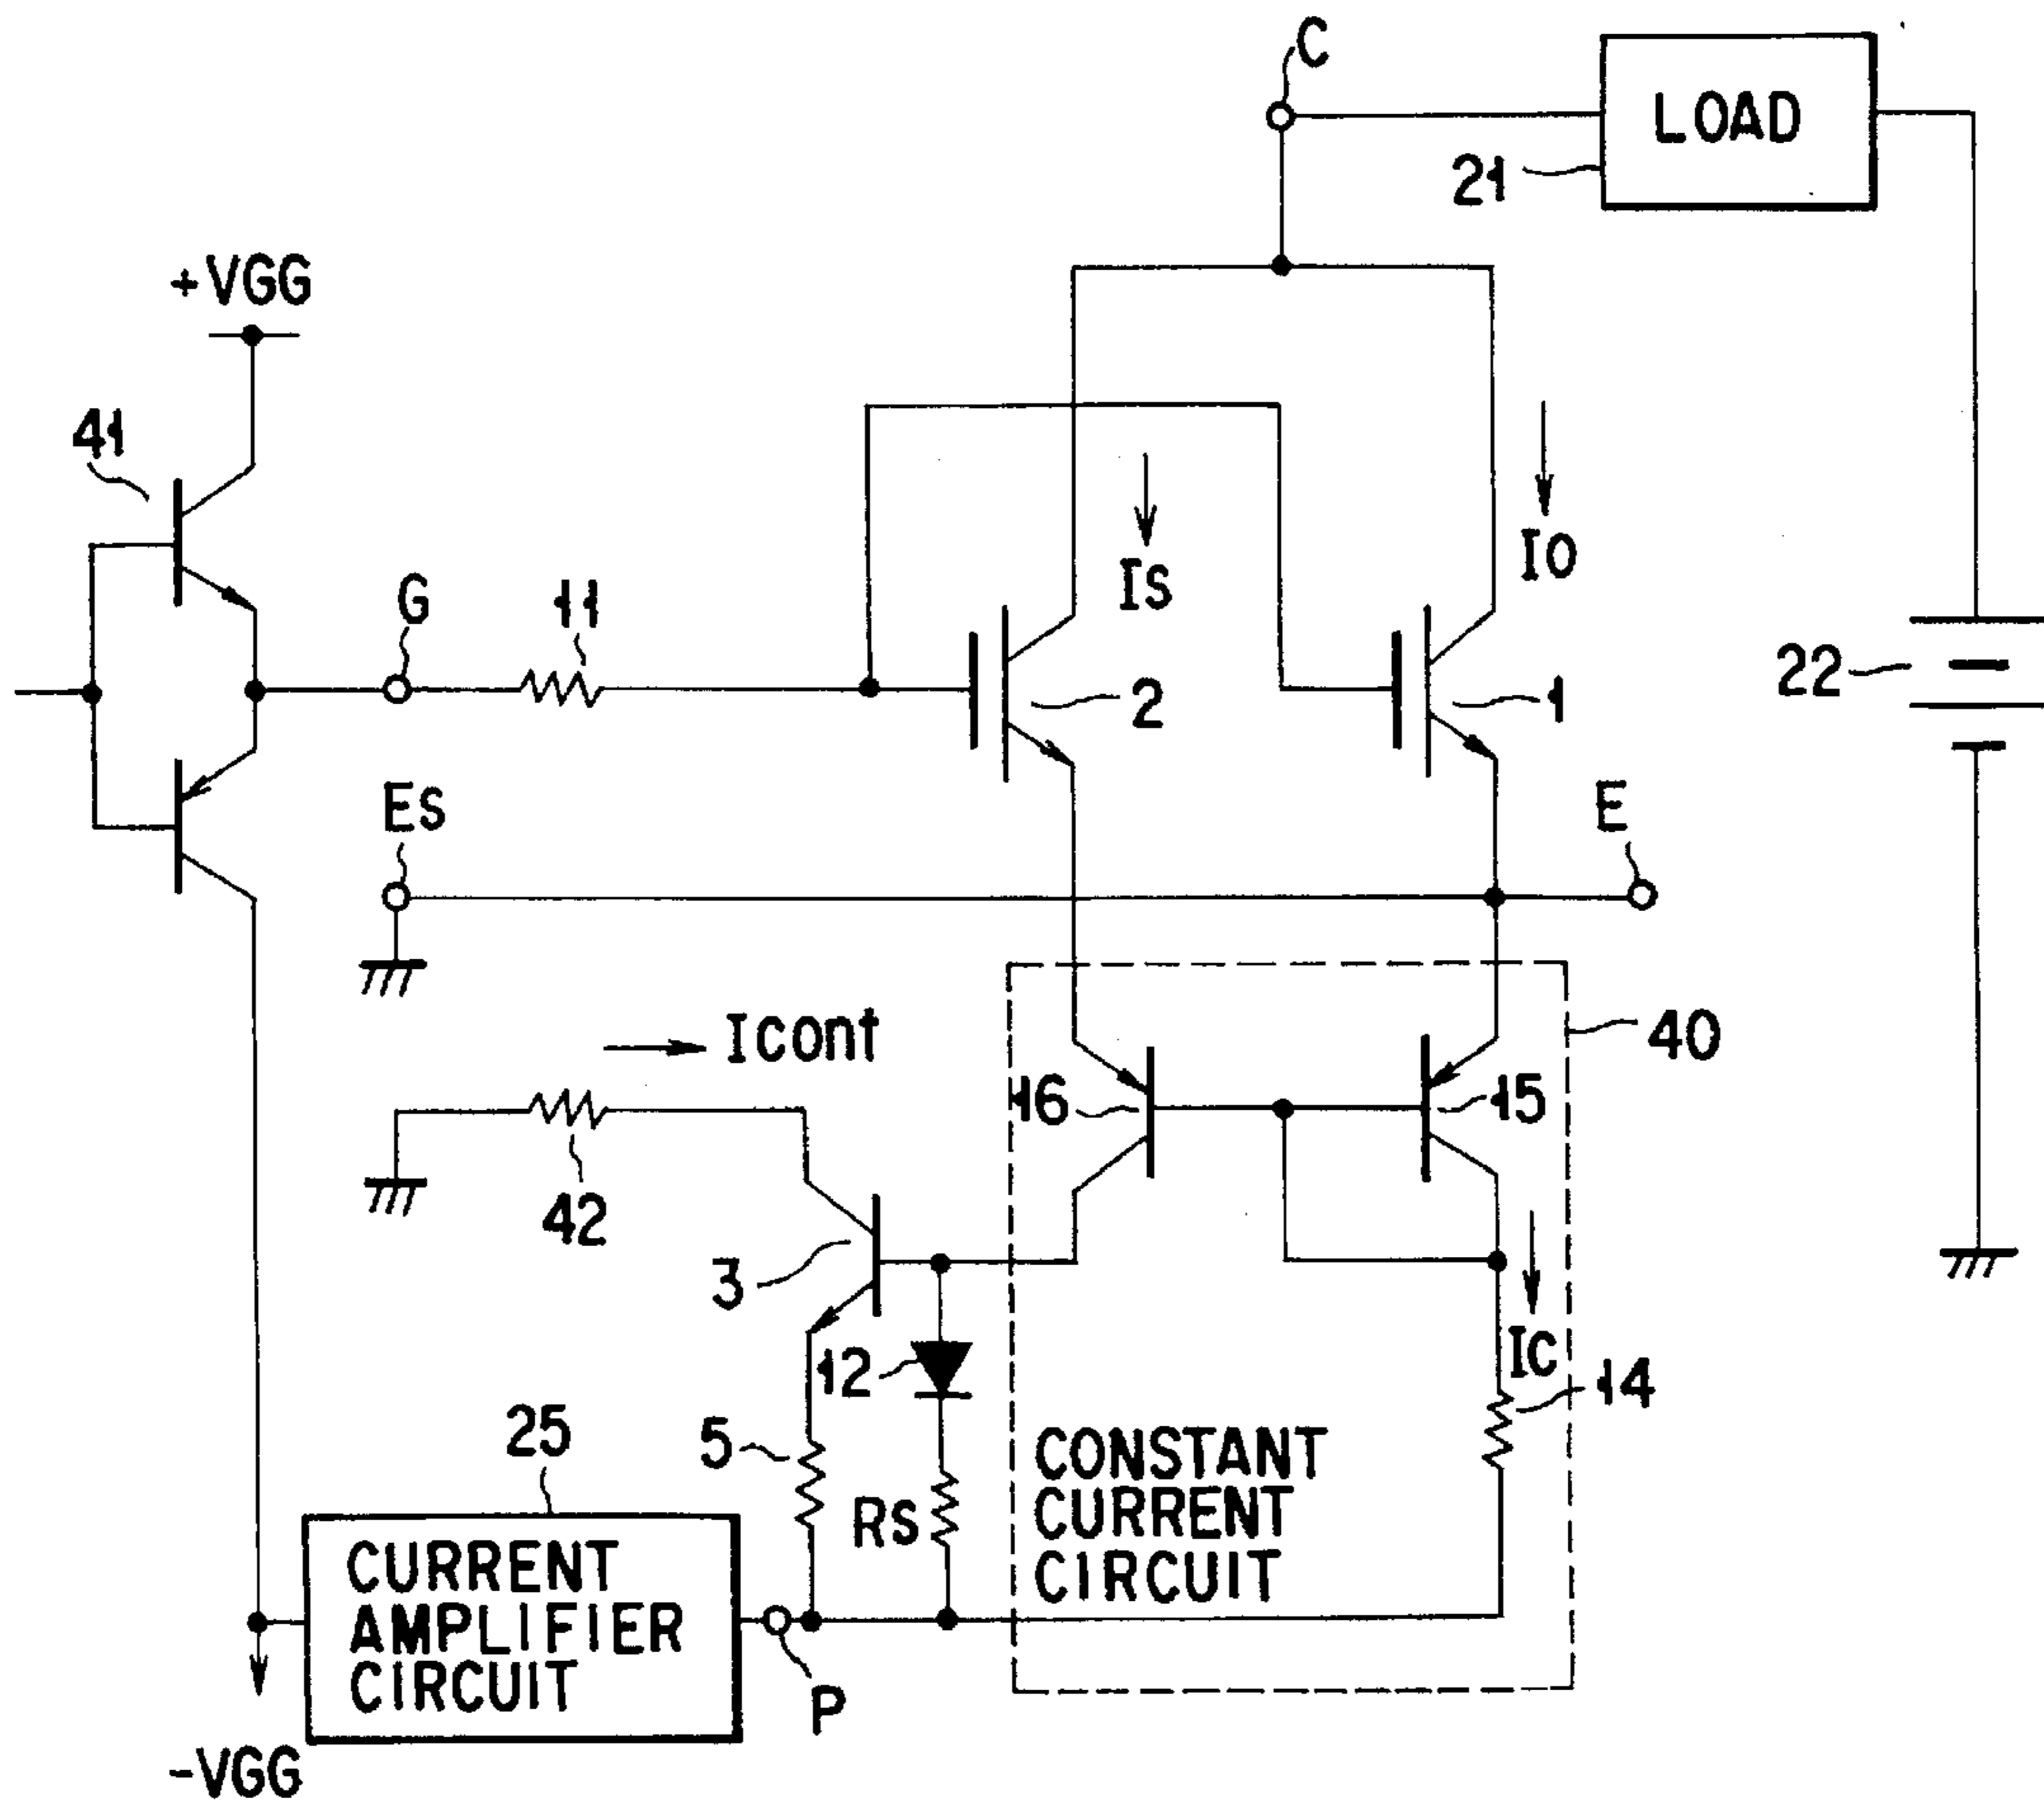 C
LOAD
21
+VGG
41
G
11
IS
IO
2
1
22
ES
E
Icont
40
16
15
42
3
12
IC
14
5
25
RS
CONSTANT
CURRENT
CIRCUIT
CURRENT
AMPLIFIER
CIRCUIT
P
-VGG